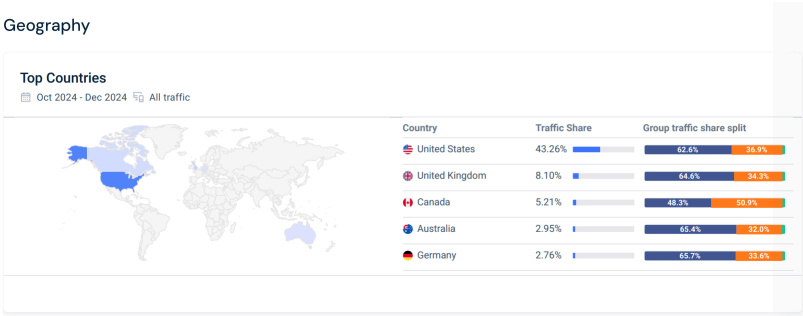 Geography
Top Countries
Oct 2024 - Dec 2024 All traffic
Country Traffic Share Group traffic share split
United States 43.26% 62.6% 36.9%
United Kingdom 8.10% 64.6% 34.3%
Canada 5.21% 48.3% 50.9%
Australia 2.95% 65.4% 32.0%
Germany 2.76% 65.7% 33.6%